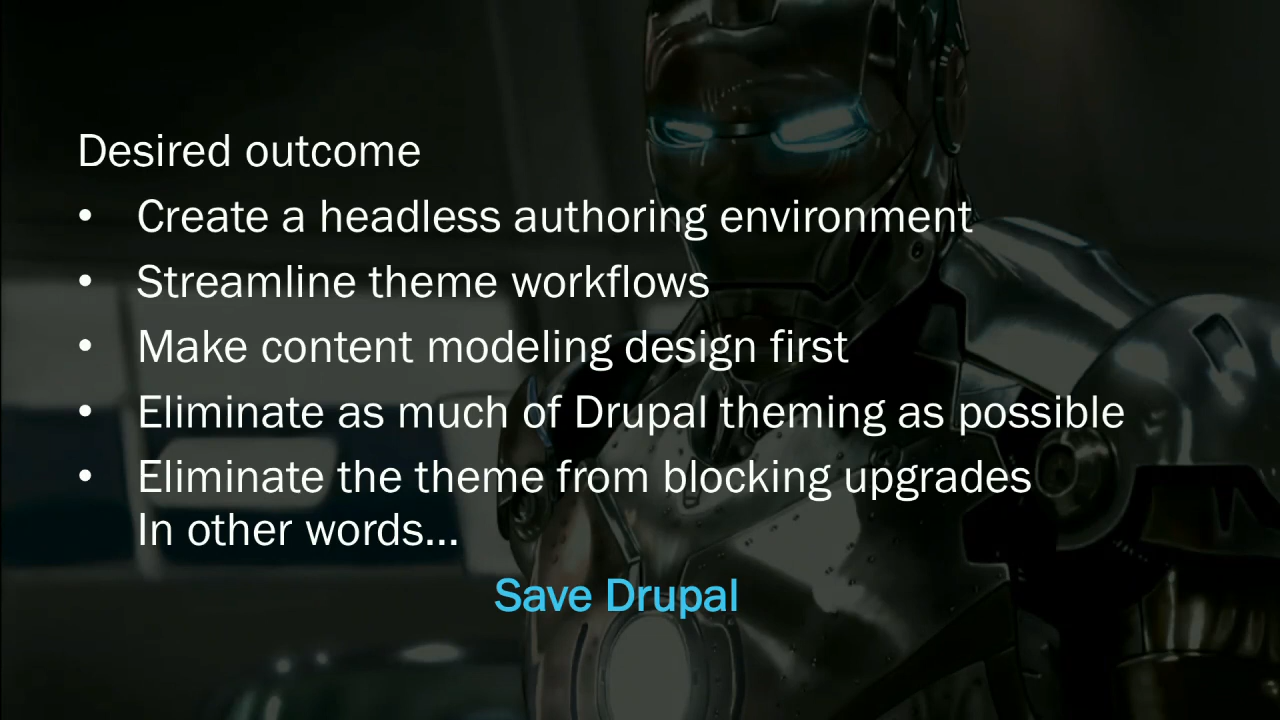 Desired outcome
• Create a headless authoring environment
• Streamline theme workflows
• Make content modeling design first
• Eliminate as much of Drupal theming as possible
• Eliminate the theme from blocking upgrades
In other words...
Save Drupal